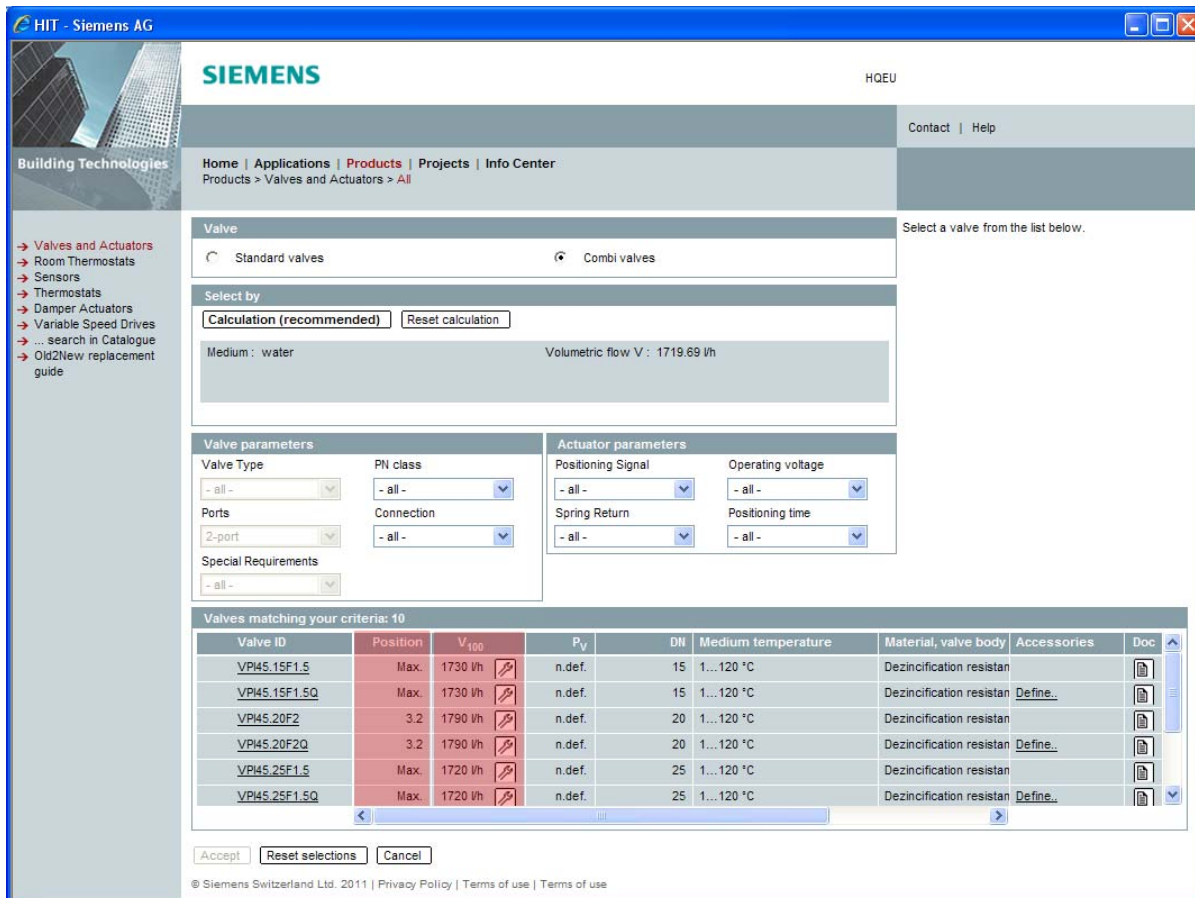 HIT - Siemens AG
SIEMENS
HQEU
Contact | Help
Building Technologies
Home | Applications | Products | Projects | Info Center
Products > Valves and Actuators > All
Valves and Actuators
Room Thermostats
Sensors
Thermostats
Damper Actuators
Variable Speed Drives
... search in Catalogue
Old2New replacement
guide
Valve
Standard valves Combi valves
Select a valve from the list below.
Select by
Calculation (recommended) Reset calculation
Medium : water Volumetric flow V : 1719.69 l/h
Valve parameters
Valve Type PN class
- all - - all -
Ports Connection
2-port - all -
Special Requirements
- all -
Actuator parameters
Positioning Signal Operating voltage
- all - - all -
Spring Return Positioning time
- all - - all -
Valves matching your criteria: 10
Valve ID Position V100 PV DN Medium temperature Material, valve body Accessories Doc
VPI45.15F1.5 Max. 1730 l/h n.def. 15 1...120 °C Dezincification resistan
VPI45.15F1.5Q Max. 1730 l/h n.def. 15 1...120 °C Dezincification resistan Define..
VPI45.20F2 3.2 1790 l/h n.def. 20 1...120 °C Dezincification resistan
VPI45.20F2Q 3.2 1790 l/h n.def. 20 1...120 °C Dezincification resistan Define..
VPI45.25F1.5 Max. 1720 l/h n.def. 25 1...120 °C Dezincification resistan
VPI45.25F1.5Q Max. 1720 l/h n.def. 25 1...120 °C Dezincification resistan Define..
Accept Reset selections Cancel
© Siemens Switzerland Ltd. 2011 | Privacy Policy | Terms of use | Terms of use